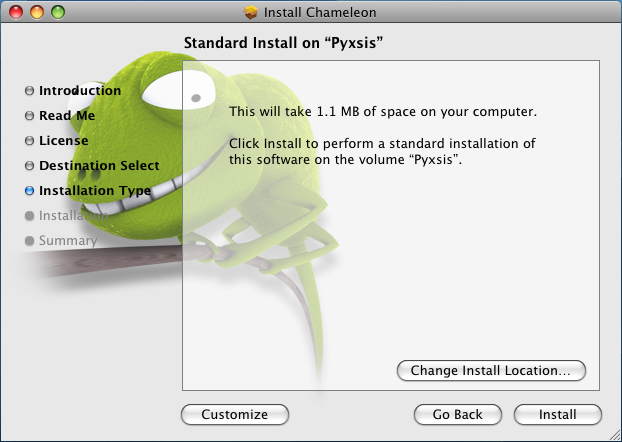 Install Chameleon
Standard Install on “Pyxsis”
Introduction
Read Me
License
Destination Select
Installation Type
Installation
Summary
This will take 1.1 MB of space on your computer.
Click Install to perform a standard installation of
this software on the volume “Pyxsis”.
Change Install Location...
Customize
Go Back
Install